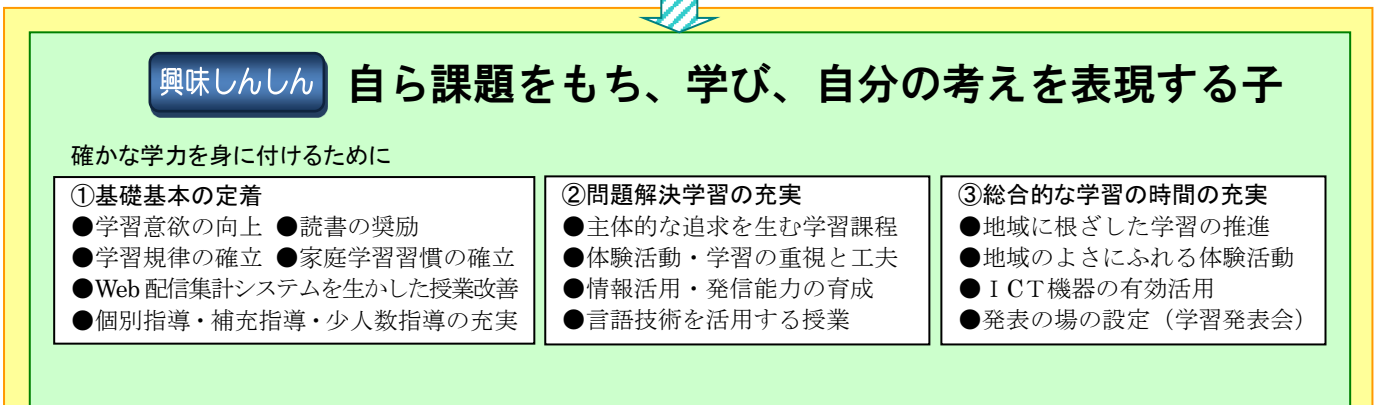 興味しんしん 自ら課題をもち、学び、自分の考えを表現する子
確かな学力を身に付けるために
①基礎基本の定着
●学習意欲の向上 ●読書の奨励
●学習規律の確立 ●家庭学習習慣の確立
●Web配信集計システムを生かした授業改善
●個別指導・補充指導・少人数指導の充実
②問題解決学習の充実
●主体的な追求を生む学習課程
●体験活動・学習の重視と工夫
●情報活用・発信能力の育成
●言語技術を活用する授業
③総合的な学習の時間の充実
●地域に根ざした学習の推進
●地域のよさにふれる体験活動
●ＩＣＴ機器の有効活用
●発表の場の設定（学習発表会）